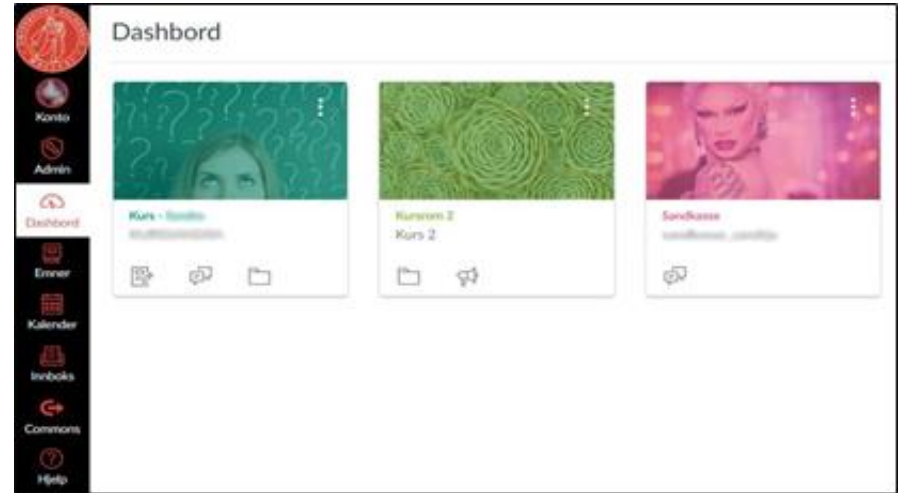 Dashbord
Konto
Admin
Dashbord
Emner
Kalender
Innboks
Commons
Hjelp
Kurs -
Kursrom 2
Kurs 2
Sandkasse